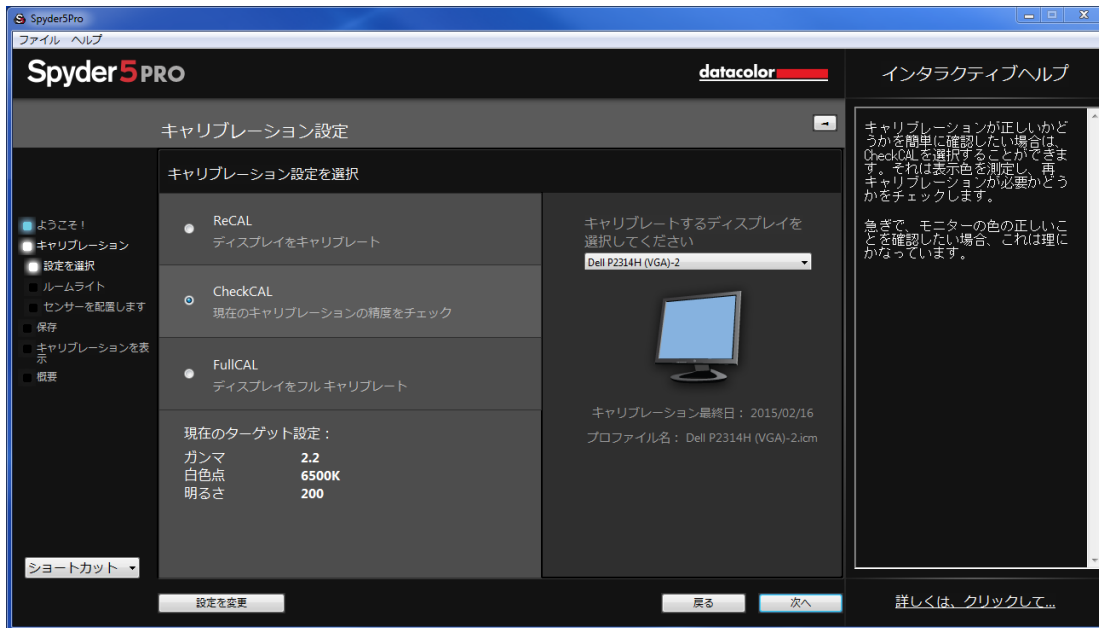 Spyder5Pro
ファイル ヘルプ
Spyder5PRO
datacolor
インタラクティブヘルプ
キャリブレーション設定
キャリブレーション設定を選択
ようこそ！
キャリブレーション
設定を選択
ルームライト
センサーを配置します
保存
キャリブレーションを表
示
概要
ショートカット
ReCAL
ディスプレイをキャリブレート
CheckCAL
現在のキャリブレーションの精度をチェック
FullCAL
ディスプレイをフル キャリブレート
現在のターゲット設定：
ガンマ 2.2
白色点 6500K
明るさ 200
キャリブレートするディスプレイを
選択してください
Dell P2314H (VGA)-2
キャリブレーション最終日： 2015/02/16
プロファイル名： Dell P2314H (VGA)-2.icm
キャリブレーションが正しいかど
うかを簡単に確認したい場合は、
CheckCALを選択することができま
す。それは表示色を測定し、再
キャリブレーションが必要かどう
かをチェックします。
急ぎで、モニターの色の正しいこ
とを確認したい場合、これは理に
かなっています。
設定を変更
戻る
次へ
詳しくは、クリックして...